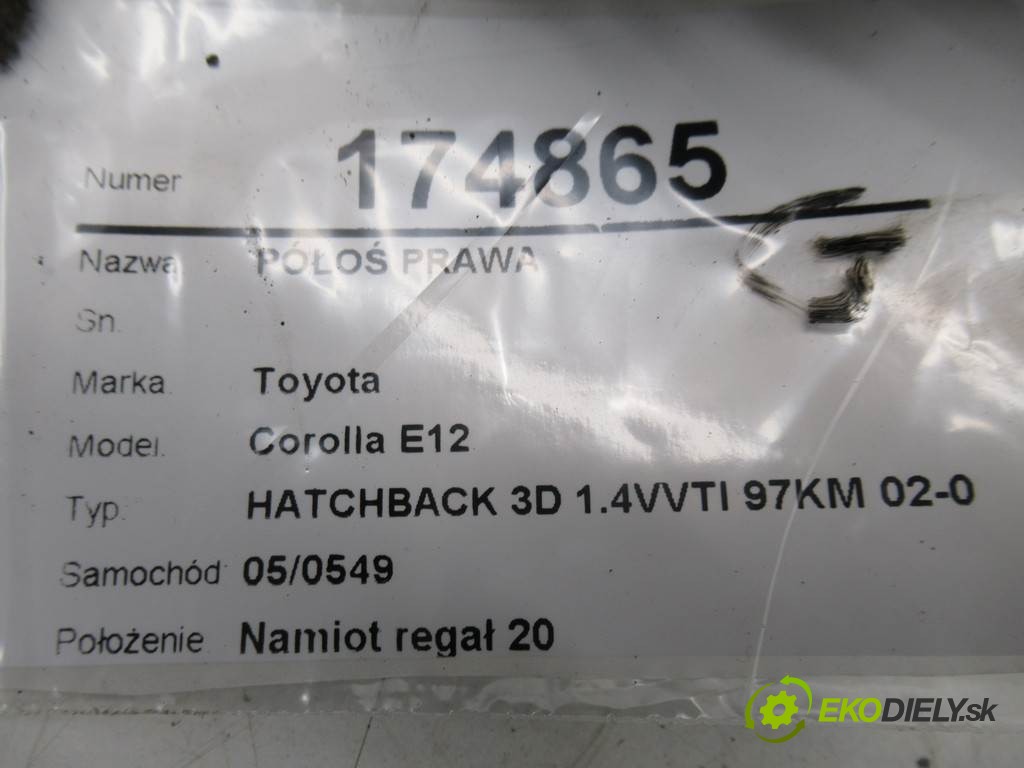 Numer 174865
Nazwa PÓŁOŚ PRAWA
Sn.
Marka. Toyota
Model. Corolla E12
Typ. HATCHBACK 3D 1.4VVTI 97KM 02-0
Samochód 05/0549
Położenie Namiot regał 20
G
EKODIELY.sk